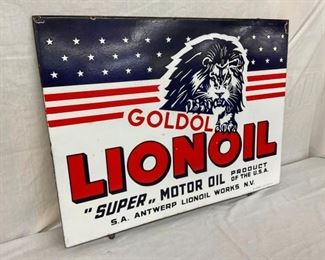 GOLDOL
LIONOIL
"SUPER„ MOTOR OIL PRODUCT OF THE U.S.A.
S.A. ANTWERP LIONOIL WORKS N.V.